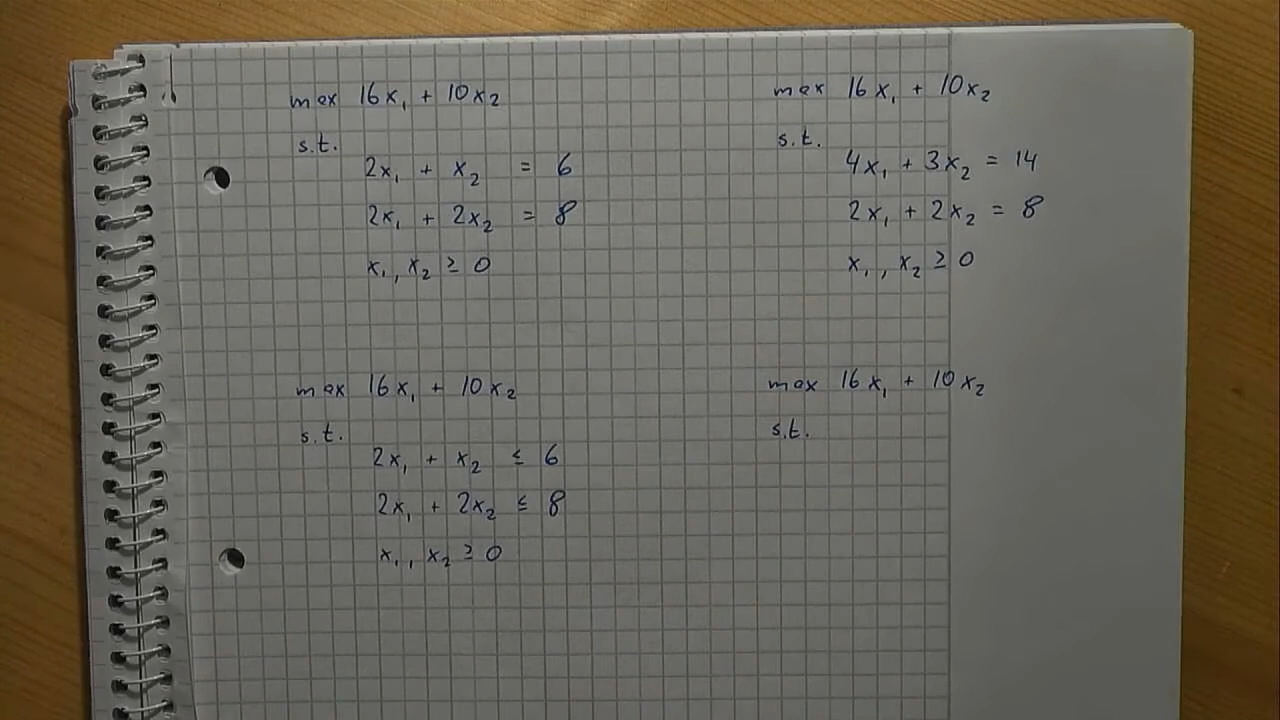 max 16x₁ + 10x₂
s.t.
2x₁ + x₂ = 6
2x₁ + 2x₂ = 8
x₁, x₂ ≥ 0
max 16x₁ + 10x₂
s.t.
4x₁ + 3x₂ = 14
2x₁ + 2x₂ = 8
x₁, x₂ ≥ 0
max 16x₁ + 10x₂
s.t.
2x₁ + x₂ ≤ 6
2x₁ + 2x₂ ≤ 8
x₁, x₂ ≥ 0
max 16x₁ + 10x₂
s.t.